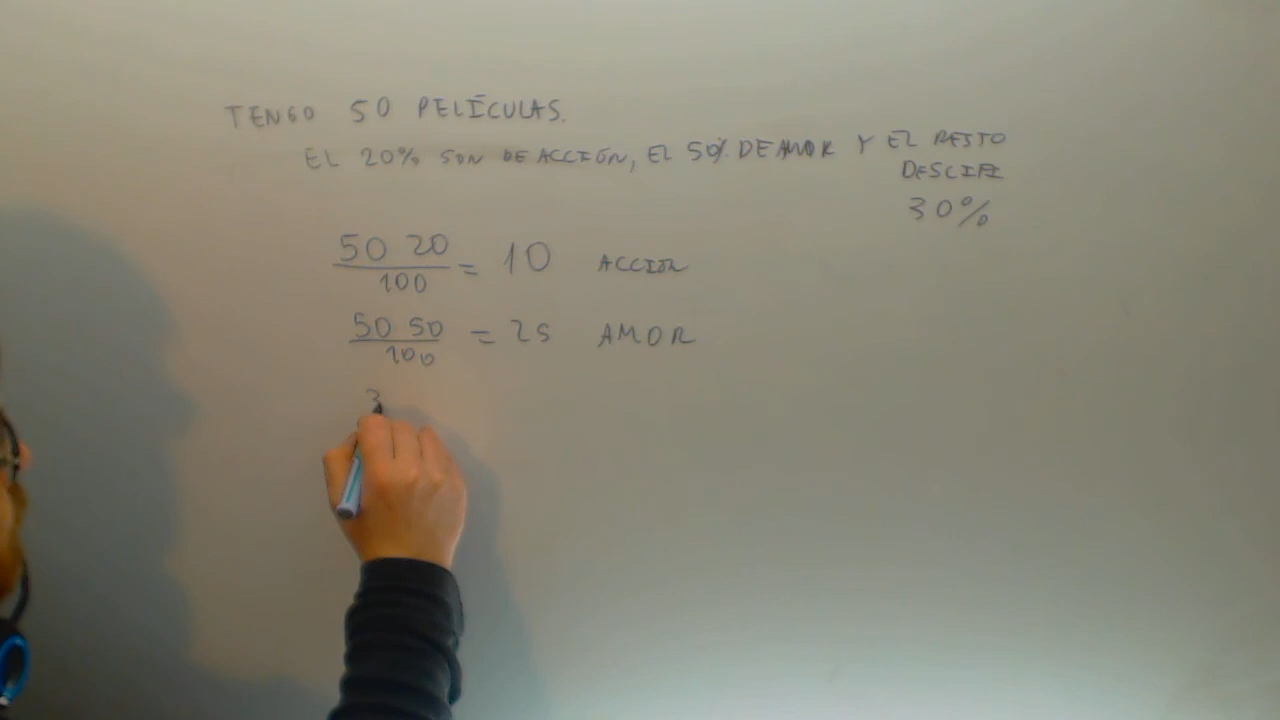 TENGO 50 PELÍCULAS.
EL 20% SON DE ACCIÓN, EL 50% DE AMOR Y EL RESTO
DESCIFI
30%
50 20
100
= 10 ACCION
50 50
100
= 25 AMOR
3